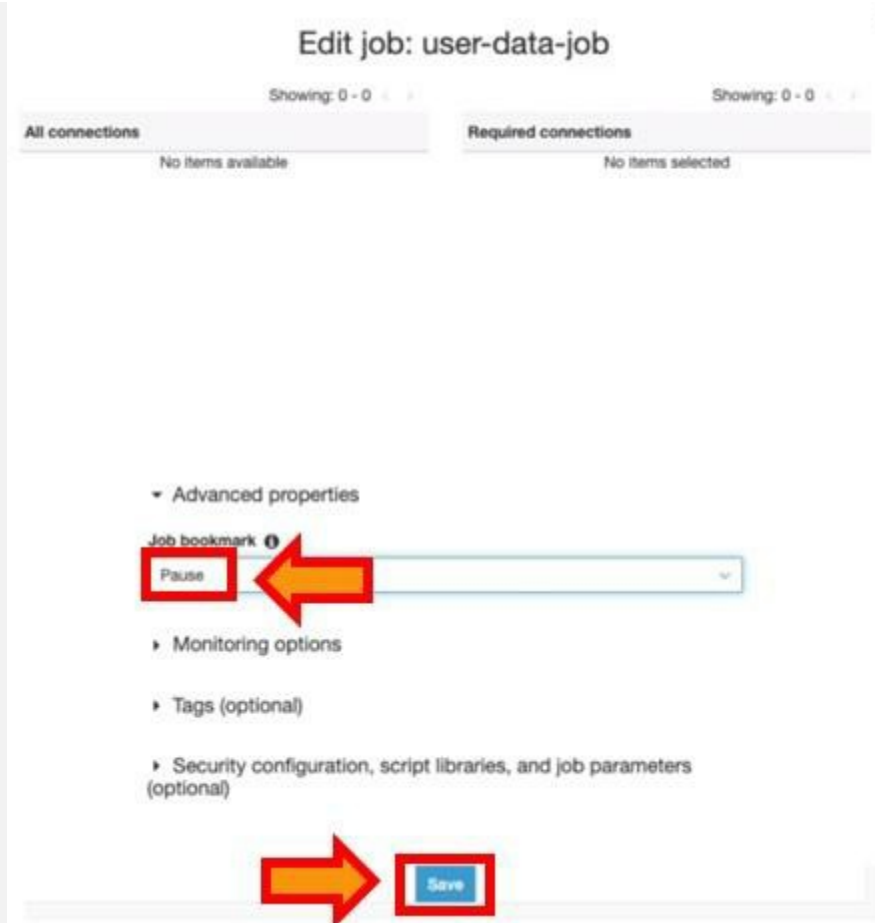 Edit job: user-data-job
Showing: 0 - 0
Showing: 0 - 0
All connections
Required connections
No items available
No items selected
Advanced properties
Job bookmark
Pause
Monitoring options
Tags (optional)
Security configuration, script libraries, and job parameters
(optional)
Save